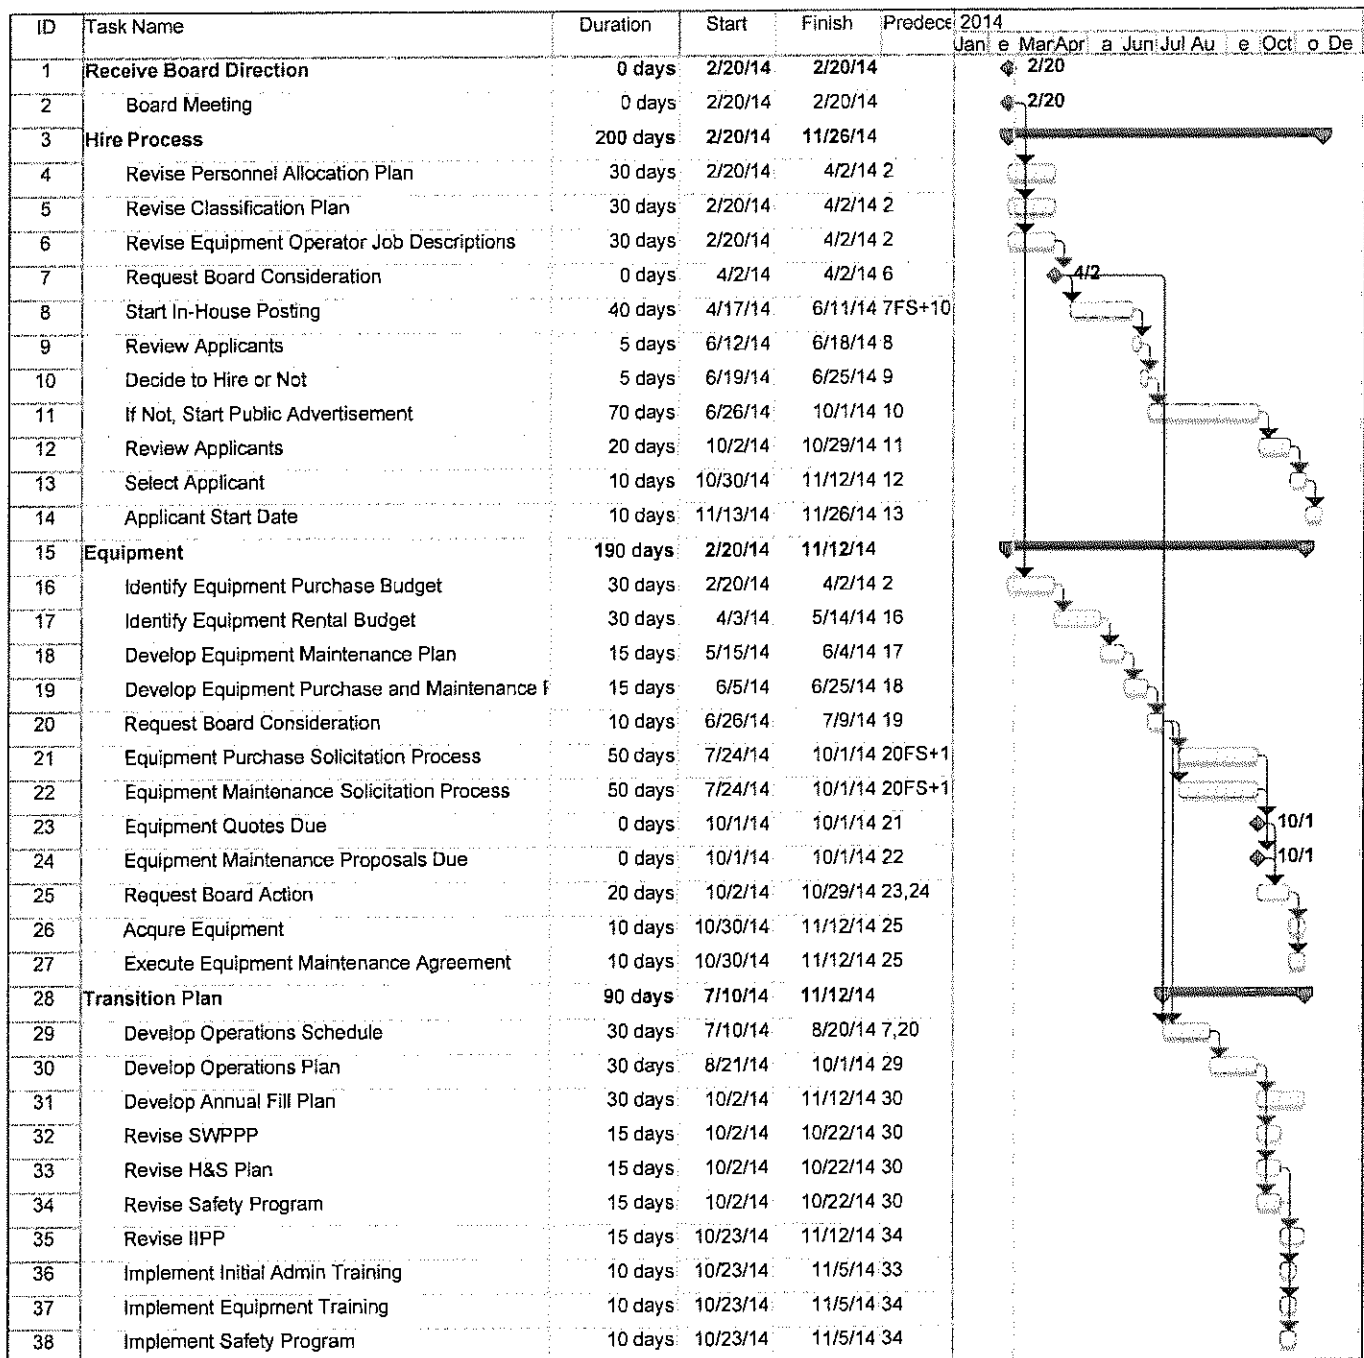 ID Task Name Duration Start Finish Predece 2014
Jan e Mar Apr a Jun Jul Au e Oct o De
1 Receive Board Direction 0 days 2/20/14 2/20/14 2/20
2 Board Meeting 0 days 2/20/14 2/20/14 2/20
3 Hire Process 200 days 2/20/14 11/26/14
4 Revise Personnel Allocation Plan 30 days 2/20/14 4/2/14 2
5 Revise Classification Plan 30 days 2/20/14 4/2/14 2
6 Revise Equipment Operator Job Descriptions 30 days 2/20/14 4/2/14 2
7 Request Board Consideration 0 days 4/2/14 4/2/14 6 4/2
8 Start In-House Posting 40 days 4/17/14 6/11/14 7FS+10
9 Review Applicants 5 days 6/12/14 6/18/14 8
10 Decide to Hire or Not 5 days 6/19/14 6/25/14 9
11 If Not, Start Public Advertisement 70 days 6/26/14 10/1/14 10
12 Review Applicants 20 days 10/2/14 10/29/14 11
13 Select Applicant 10 days 10/30/14 11/12/14 12
14 Applicant Start Date 10 days 11/13/14 11/26/14 13
15 Equipment 190 days 2/20/14 11/12/14
16 Identify Equipment Purchase Budget 30 days 2/20/14 4/2/14 2
17 Identify Equipment Rental Budget 30 days 4/3/14 5/14/14 16
18 Develop Equipment Maintenance Plan 15 days 5/15/14 6/4/14 17
19 Develop Equipment Purchase and Maintenance 15 days 6/5/14 6/25/14 18
20 Request Board Consideration 10 days 6/26/14 7/9/14 19
21 Equipment Purchase Solicitation Process 50 days 7/24/14 10/1/14 20FS+1
22 Equipment Maintenance Solicitation Process 50 days 7/24/14 10/1/14 20FS+1
23 Equipment Quotes Due 0 days 10/1/14 10/1/14 21 10/1
24 Equipment Maintenance Proposals Due 0 days 10/1/14 10/1/14 22 10/1
25 Request Board Action 20 days 10/2/14 10/29/14 23,24
26 Acqure Equipment 10 days 10/30/14 11/12/14 25
27 Execute Equipment Maintenance Agreement 10 days 10/30/14 11/12/14 25
28 Transition Plan 90 days 7/10/14 11/12/14
29 Develop Operations Schedule 30 days 7/10/14 8/20/14 7,20
30 Develop Operations Plan 30 days 8/21/14 10/1/14 29
31 Develop Annual Fill Plan 30 days 10/2/14 11/12/14 30
32 Revise SWPPP 15 days 10/2/14 10/22/14 30
33 Revise H&S Plan 15 days 10/2/14 10/22/14 30
34 Revise Safety Program 15 days 10/2/14 10/22/14 30
35 Revise IIPP 15 days 10/23/14 11/12/14 34
36 Implement Initial Admin Training 10 days 10/23/14 11/5/14 33
37 Implement Equipment Training 10 days 10/23/14 11/5/14 34
38 Implement Safety Program 10 days 10/23/14 11/5/14 34